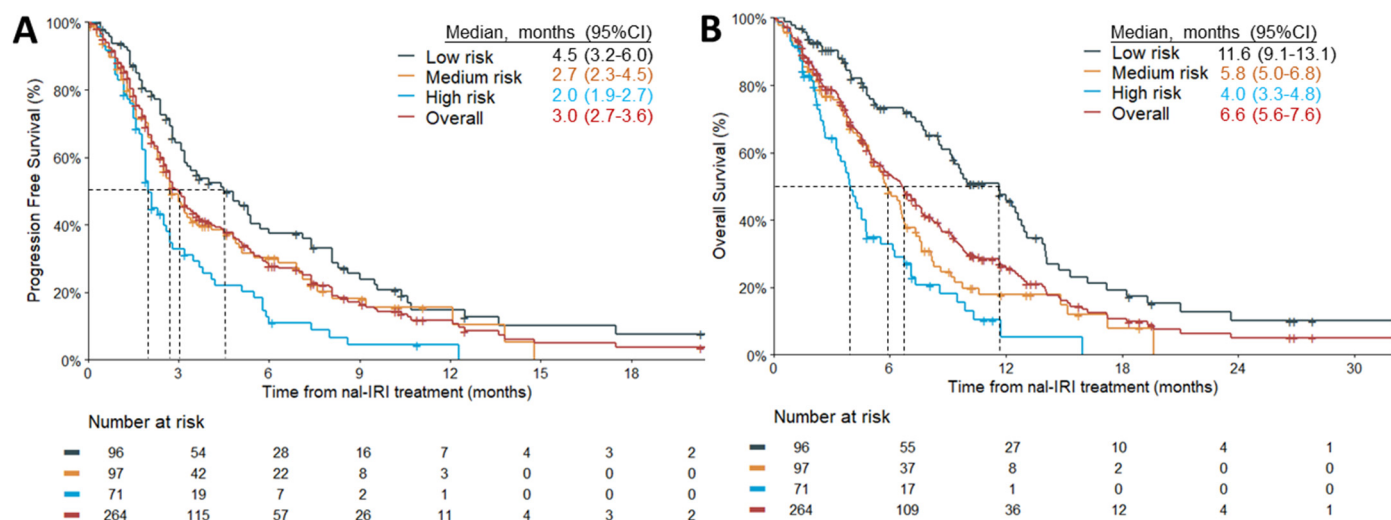 A
Median, months (95%CI)
Low risk 4.5 (3.2-6.0)
Medium risk 2.7 (2.3-4.5)
High risk 2.0 (1.9-2.7)
Overall 3.0 (2.7-3.6)
Progression Free Survival (%)
100%
80%
60%
40%
20%
0%
0 3 6 9 12 15 18
Time from nal-IRI treatment (months)
Number at risk
96 54 28 16 7 4 3 2
97 42 22 8 3 0 0 0
71 19 7 2 1 0 0 0
264 115 57 26 11 4 3 2
B
Median, months (95%CI)
Low risk 11.6 (9.1-13.1)
Medium risk 5.8 (5.0-6.8)
High risk 4.0 (3.3-4.8)
Overall 6.6 (5.6-7.6)
Overall Survival (%)
100%
80%
60%
40%
20%
0%
0 6 12 18 24 30
Time from nal-IRI treatment (months)
Number at risk
96 55 27 10 4 1
97 37 8 2 0 0
71 17 1 0 0 0
264 109 36 12 4 1